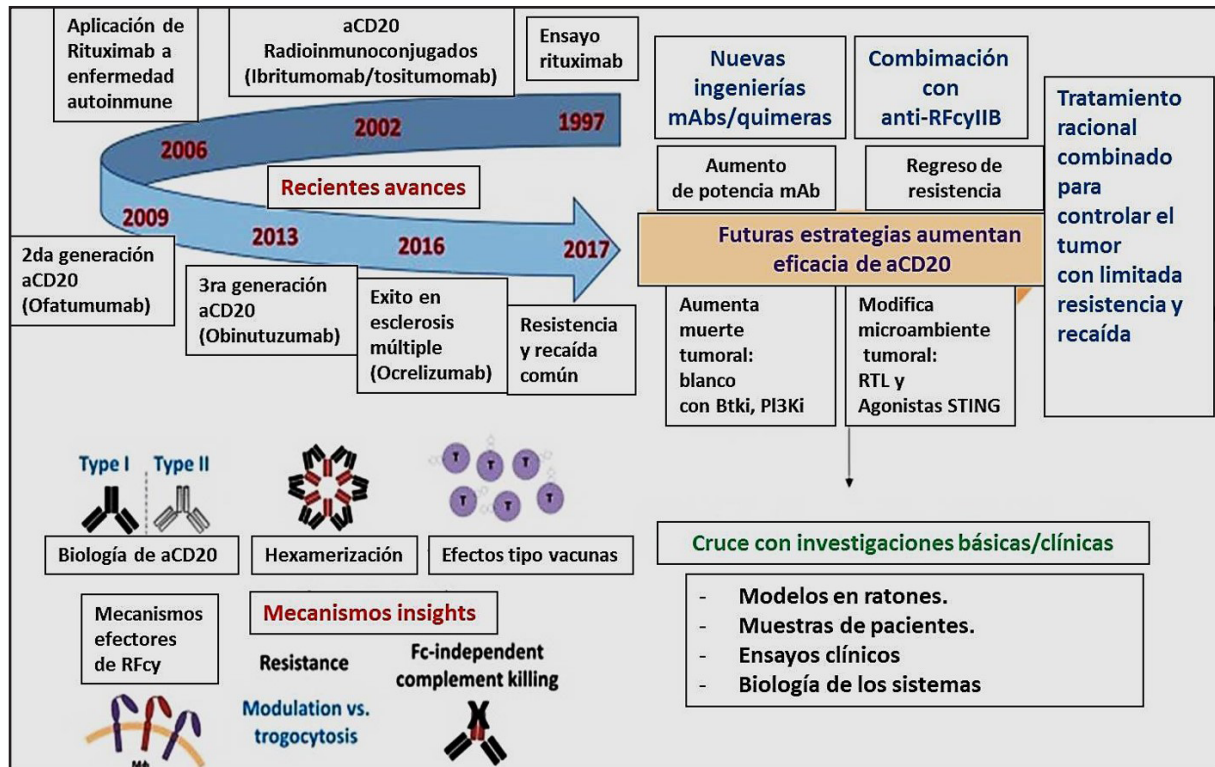 Aplicación de
Rituximab a
enfermedad
autoinmune
aCD20
Radioinmunoconjugados
(Ibritumomab/tositumomab)
Ensayo
rituximab
2006
2002
1997
Recientes avances
2009
2013
2016
2017
2da generación
aCD20
(Ofatumumab)
3ra generación
aCD20
(Obinutuzumab)
Exito en
esclerosis
múltiple
(Ocrelizumab)
Resistencia
y recaída
común
Nuevas
ingenierías
mAbs/quimeras
Combimación
con
anti-RFcyIIB
Aumento
de potencia mAb
Regreso de
resistencia
Futuras estrategias aumentan
eficacia de aCD20
Aumenta
muerte
tumoral:
blanco
con Btki, PI3Ki
Modifica
microambiente
tumoral:
RTL y
Agonistas STING
Tratamiento
racional
combinado
para
controlar el
tumor
con limitada
resistencia y
recaída
Type I
Type II
T
T
T
T
T
T
Biología de aCD20
Hexamerización
Efectos tipo vacunas
Mecanismos
efectores
de RFcy
Mecanismos insights
Resistance
Modulation vs.
trogocytosis
Fc-independent
complement killing
Cruce con investigaciones básicas/clínicas
- Modelos en ratones.
- Muestras de pacientes.
- Ensayos clínicos
- Biología de los sistemas